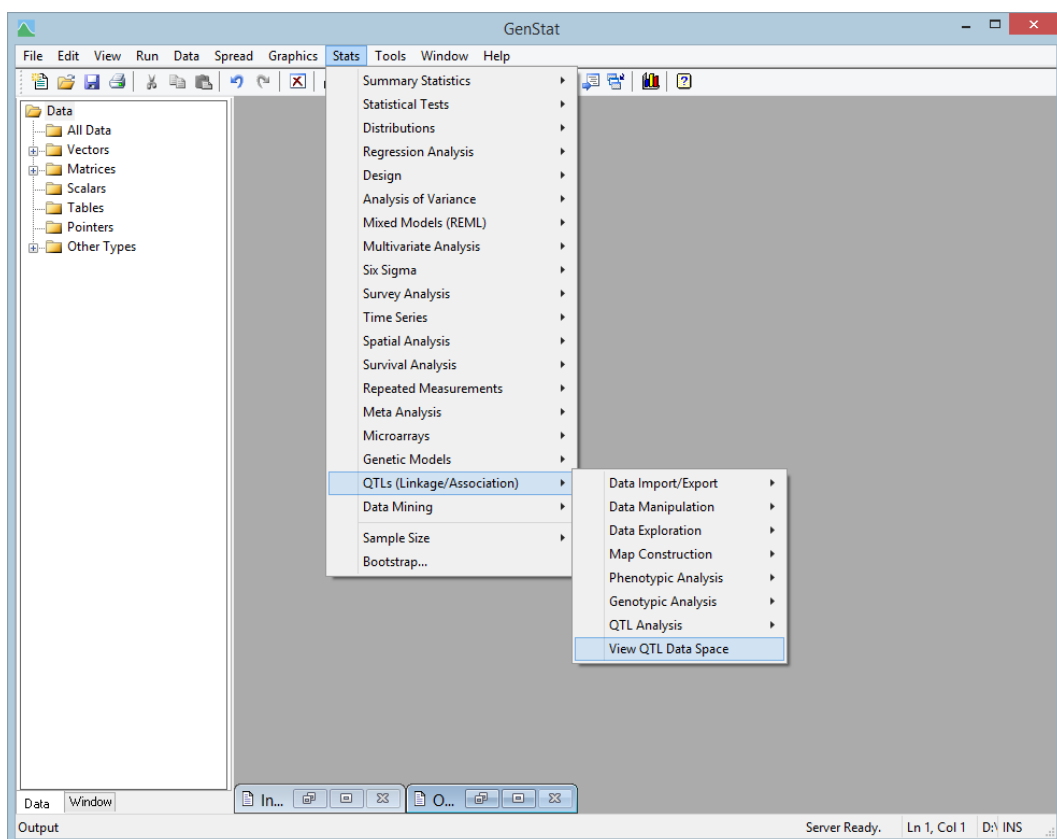 GenStat
File Edit View Run Data Spread Graphics Stats Tools Window Help
Data
All Data
Vectors
Matrices
Scalars
Tables
Pointers
Other Types
Summary Statistics
Statistical Tests
Distributions
Regression Analysis
Design
Analysis of Variance
Mixed Models (REML)
Multivariate Analysis
Six Sigma
Survey Analysis
Time Series
Spatial Analysis
Survival Analysis
Repeated Measurements
Meta Analysis
Microarrays
Genetic Models
QTLs (Linkage/Association)
Data Mining
Sample Size
Bootstrap...
Data Import/Export
Data Manipulation
Data Exploration
Map Construction
Phenotypic Analysis
Genotypic Analysis
QTL Analysis
View QTL Data Space
In... O...
Data Window
Output Server Ready. Ln 1, Col 1 D:\ INS